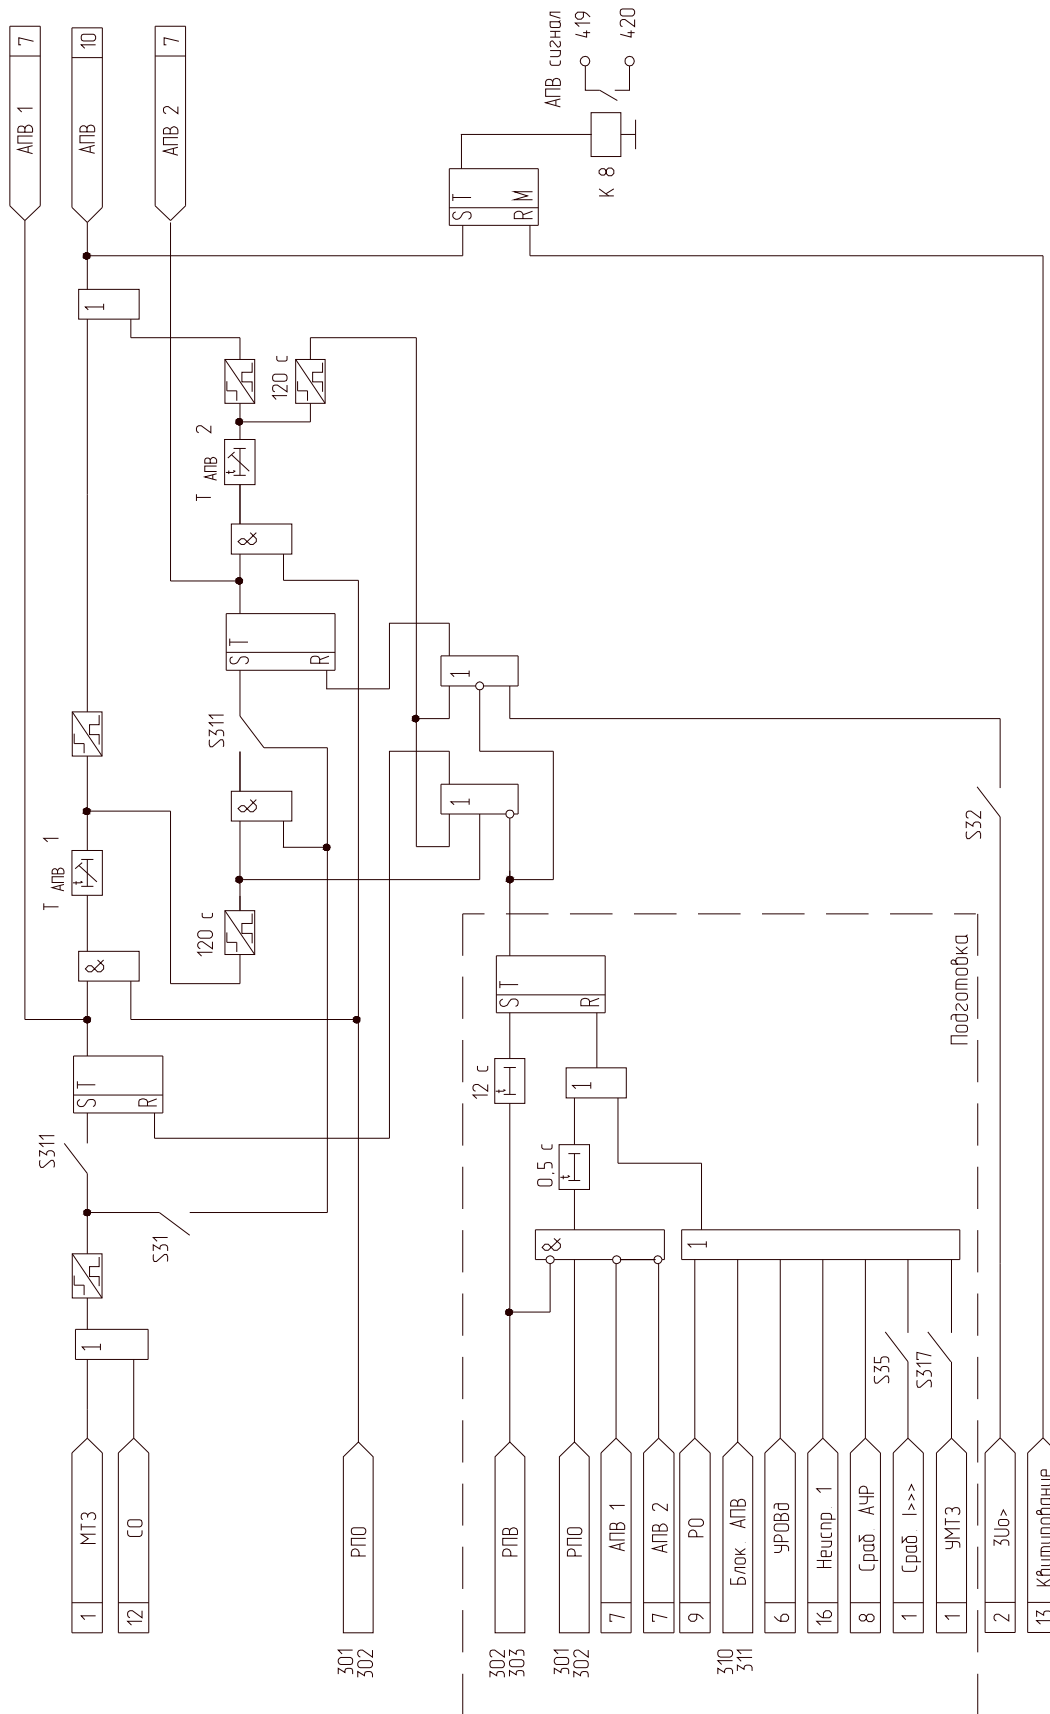 1 МТЗ
12 СО
1
S31
S311
S T
R
&
Т АПВ 1
120 с
&
S311
S T
R
&
Т АПВ 2
120 с
1
АПВ 1 7
АПВ 10
АПВ 2 7
301
302
РПО
1
1
S T
R M
К 8
АПВ сигнал
419
420
302
303
РПВ
301
302
РПО
7 АПВ 1
7 АПВ 2
9 РО
310
311
Блок. АПВ
6 УРОВд
16 Неиспр. 1
8 Сраб. АЧР
1 Сраб. I>>>
1 УМТЗ
2 3Uo>
13 Квитирование
&
1
S35
S317
0,5 с
12 с
1
S T
R
Подготовка
S32